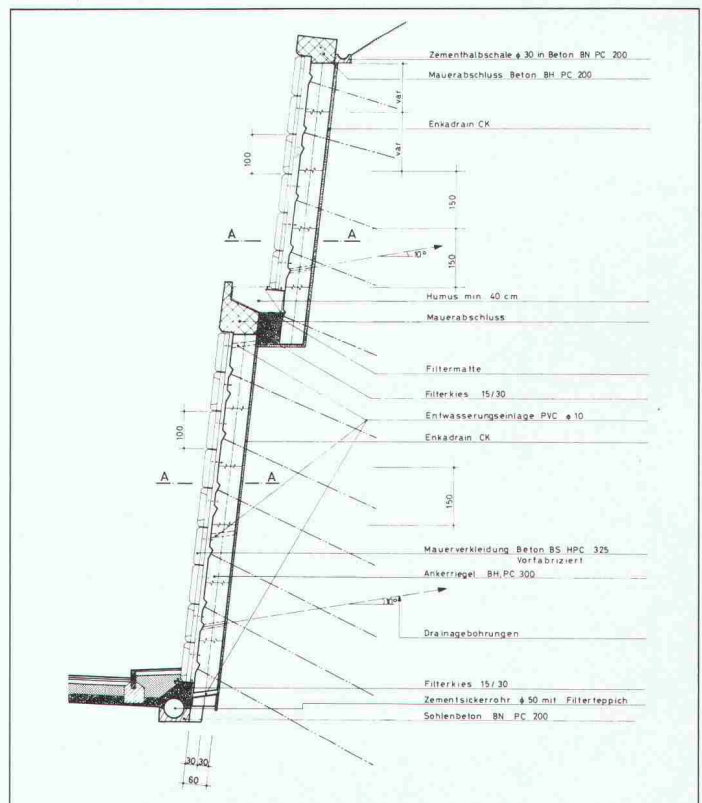 Zementhalbschale φ 30 in Beton BN PC 200
Mauerabschluss Beton BH PC 200
var
Enkadrain CK
var
100
150
A A
150
10°
Humus min. 40 cm
Mauerabschluss
Filtermatte
Filterkies 15/30
Entwasserungseinlage PVC φ 10
100
Enkadrain CK
A A
150
Mauerverkleidung Beton BS HPC 325
Vorfabriziert
Ankerriegel BH, PC 300
10°
Drainagebohrungen
Filterkies 15/30
Zementsickerrohr φ 50 mit Filterteppich
Sohlenbeton BN PC 200
30 30
60